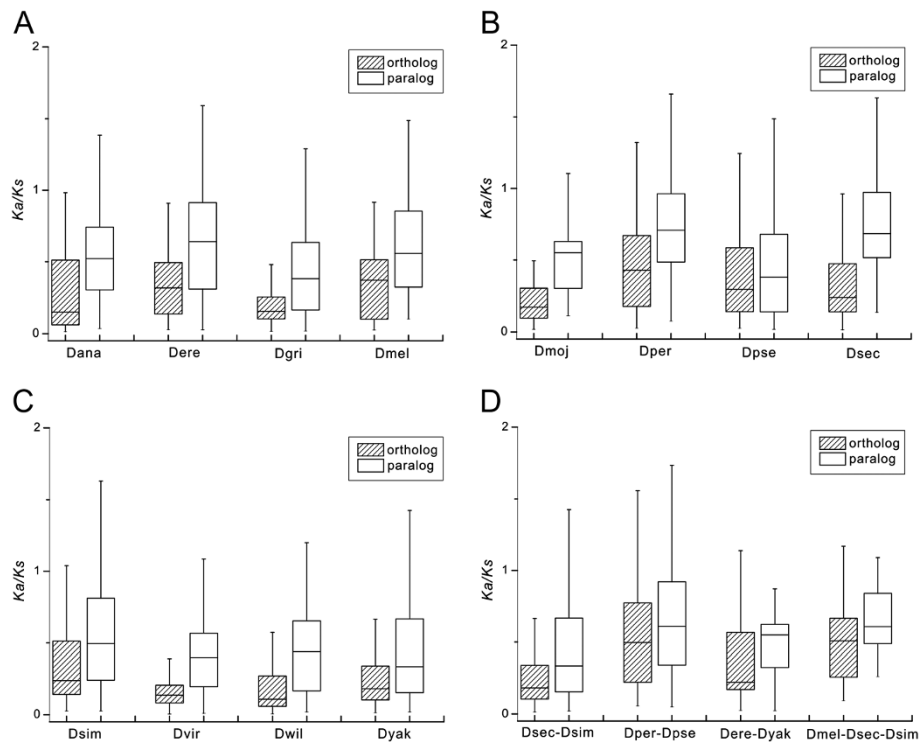 A
2
ortholog
paralog
Ka/Ks
1
0
Dana Dere Dgri Dmel
B
2
ortholog
paralog
Ka/Ks
1
0
Dmoj Dper Dpse Dsec
C
2
ortholog
paralog
Ka/Ks
1
0
Dsim Dvir Dwil Dyak
D
2
ortholog
paralog
Ka/Ks
1
0
Dsec-Dsim Dper-Dpse Dere-Dyak Dmel-Dsec-Dsim